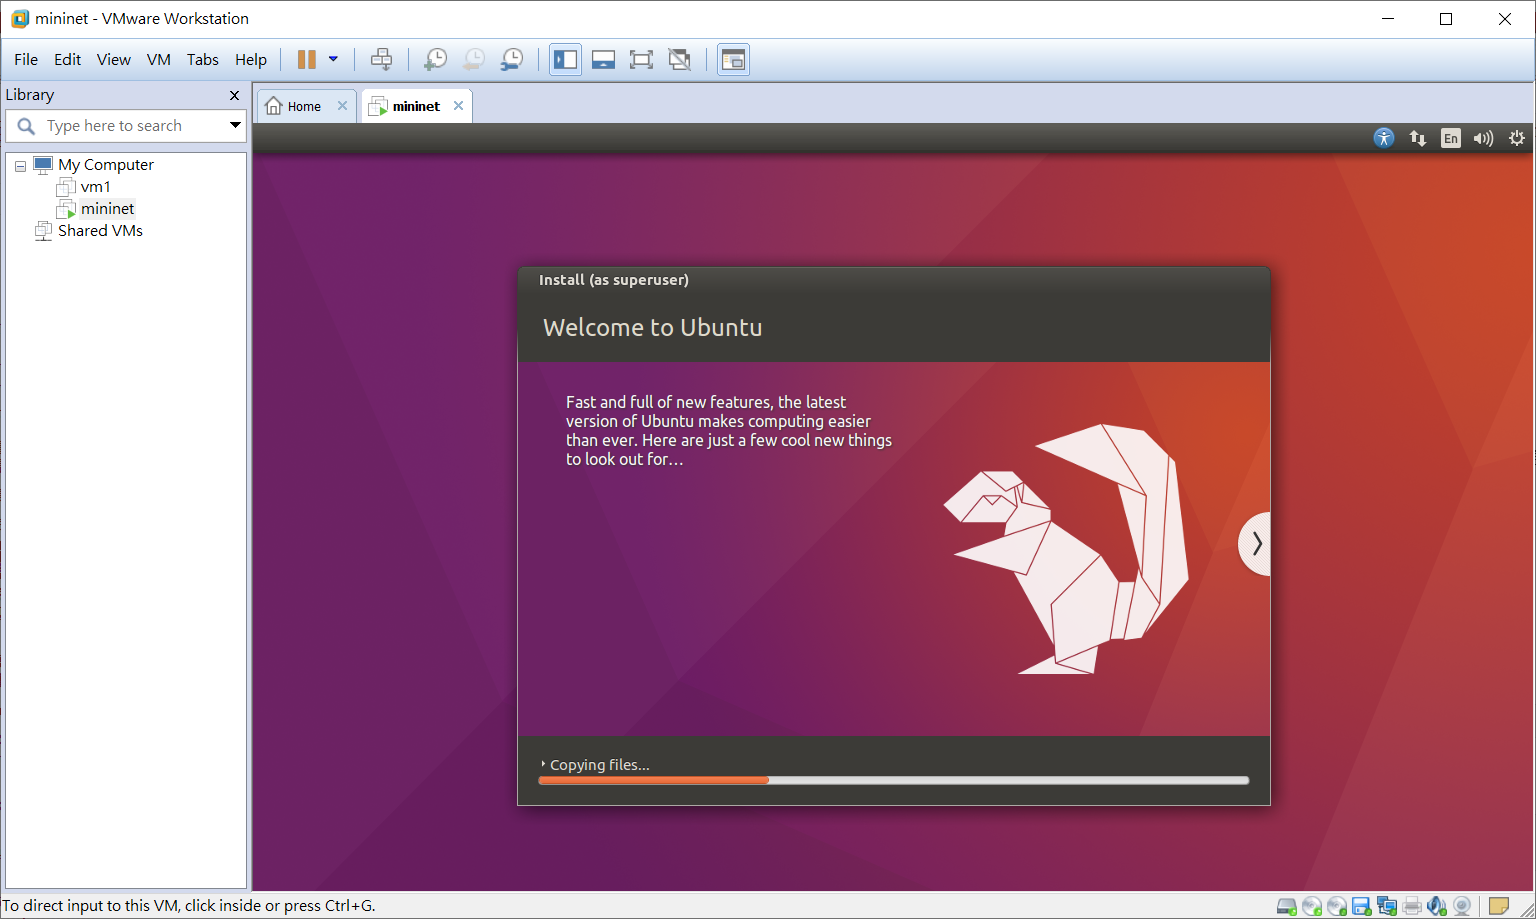 mininet - VMware Workstation
File Edit View VM Tabs Help
Library
Type here to search
My Computer
vm1
mininet
Shared VMs
Home
mininet
En
Install (as superuser)
Welcome to Ubuntu
Fast and full of new features, the latest
version of Ubuntu makes computing easier
than ever. Here are just a few cool new things
to look out for…
Copying files...
To direct input to this VM, click inside or press Ctrl+G.